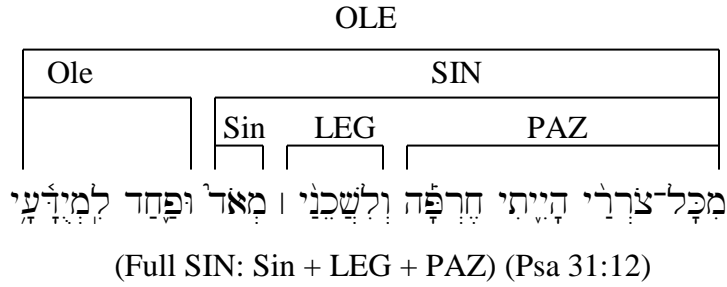 OLE
Ole SIN
Sin LEG PAZ
מִכָּל־צֹרְרַ֨י הָיִ֪יתִי חֶרְפָּ֡ה וְלִשֲׁכֵנַ֨י ׀ מְאֹד֮ וּפַ֪חַד לִֽמְיֻדָּ֫עָ֥י
(Full SIN: Sin + LEG + PAZ) (Psa 31:12)